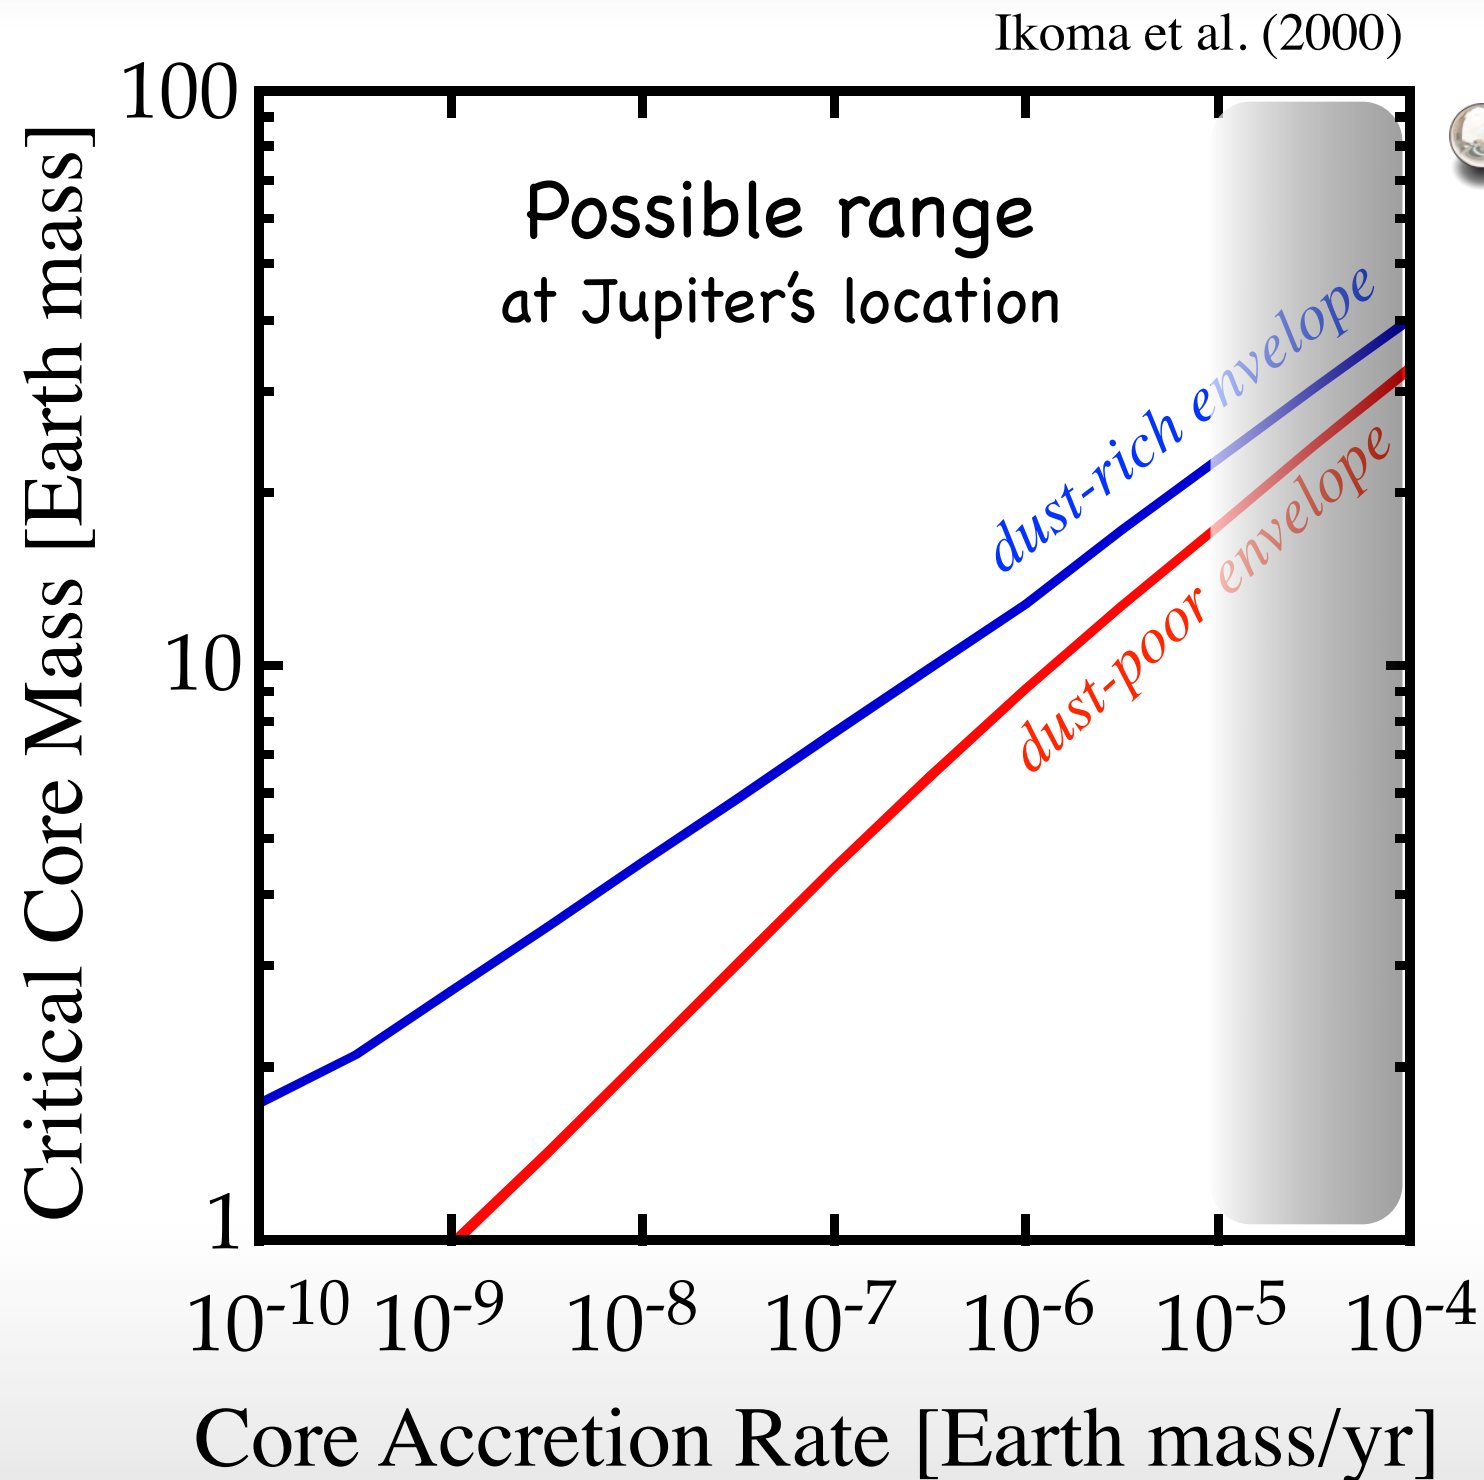 Ikoma et al. (2000)
100
Possible range
at Jupiter's location
dust-rich envelope
dust-poor envelope
10
1
Critical Core Mass [Earth mass]
10-10 10-9 10-8 10-7 10-6 10-5 10-4
Core Accretion Rate [Earth mass/yr]